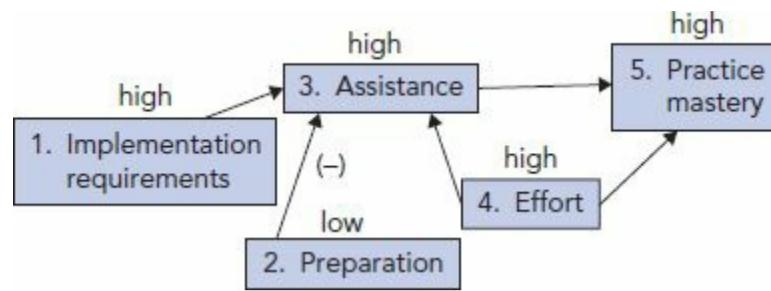 high
high
3. Assistance
high
5. Practice
mastery
high
1. Implementation
requirements
(–)
high
4. Effort
low
2. Preparation